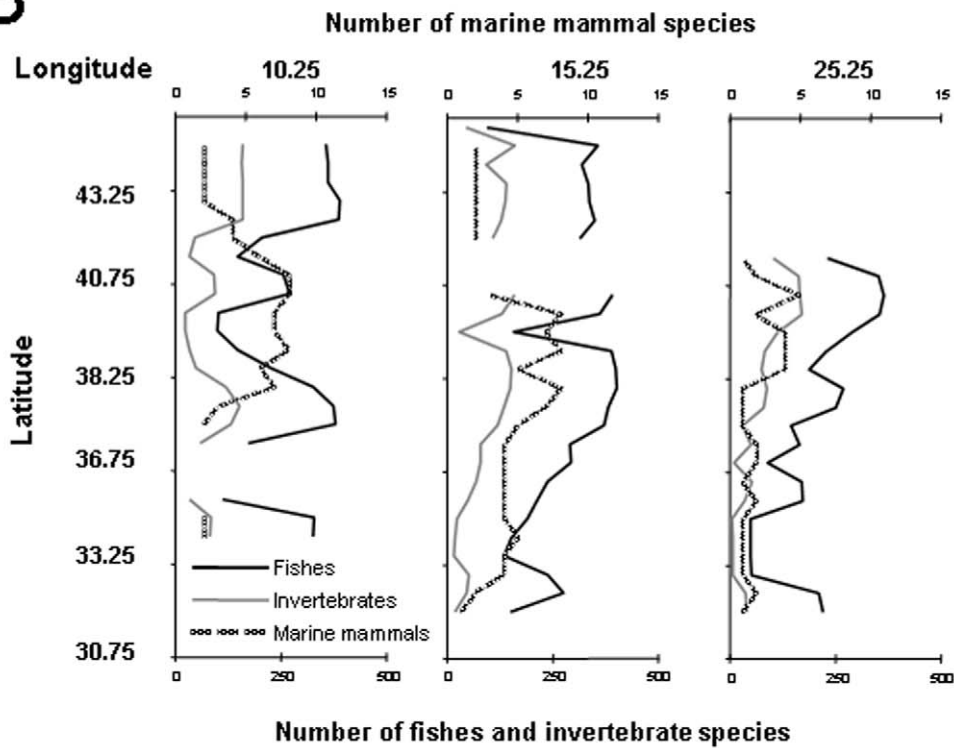 Number of marine mammal species
Longitude 10.25 15.25 25.25
0 5 10 15 0 5 10 15 0 5 10 15
43.25
40.75
38.25
36.75
33.25
30.75
Latitude
Fishes
Invertebrates
Marine mammals
0 250 500 0 250 500 0 250 500
Number of fishes and invertebrate species